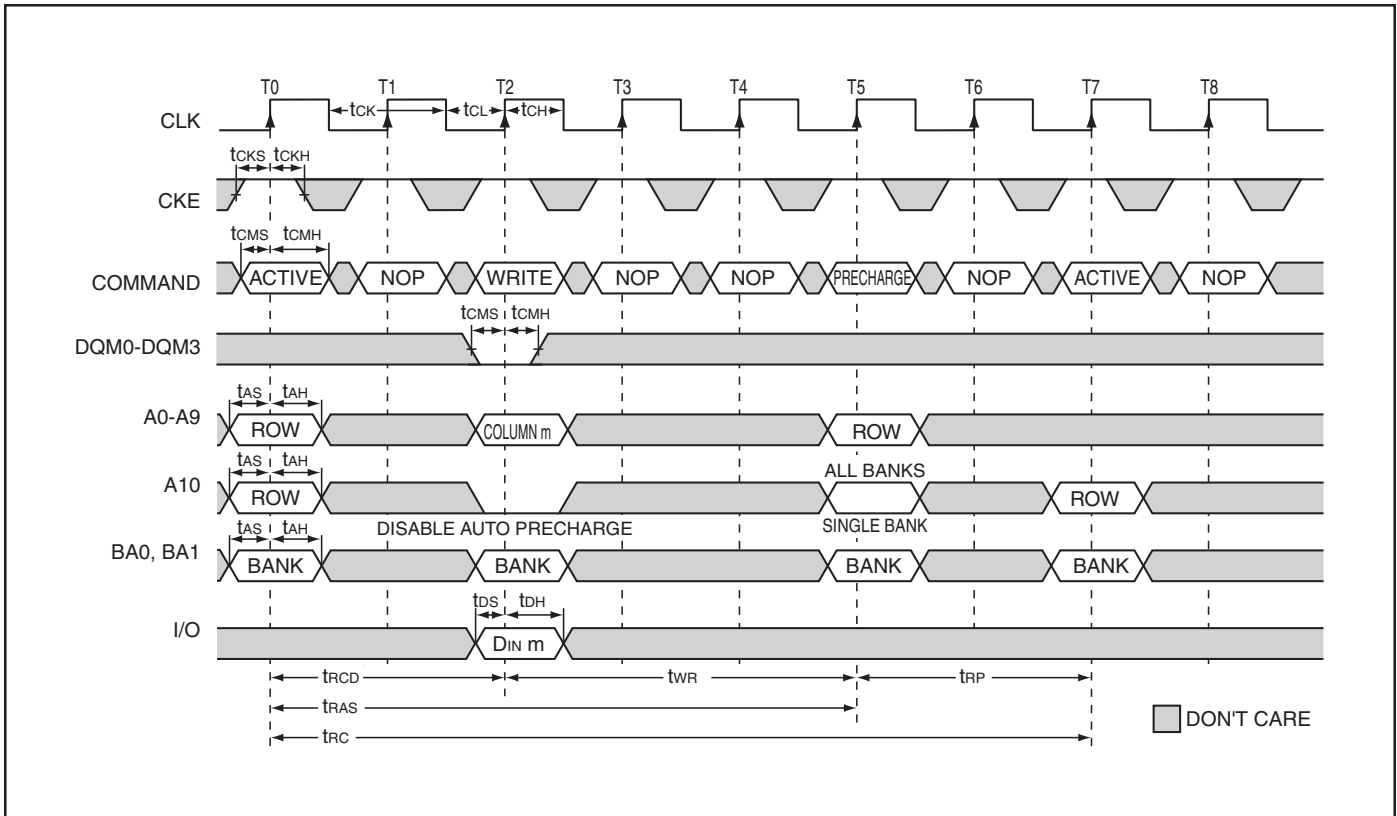 T0 T1 T2 T3 T4 T5 T6 T7 T8
CLK tCK tCL tCH
tCKS tCKH
CKE
tCMS tCMH
COMMAND ACTIVE NOP WRITE NOP NOP PRECHARGE NOP ACTIVE NOP
tCMS tCMH
DQM0-DQM3
tAS tAH
A0-A9 ROW COLUMN m ROW
tAS tAH ALL BANKS
A10 ROW ROW
tAS tAH DISABLE AUTO PRECHARGE SINGLE BANK
BA0, BA1 BANK BANK BANK BANK
tDS tDH
I/O DIN m
tRCD tWR tRP
tRAS
DON'T CARE
tRC